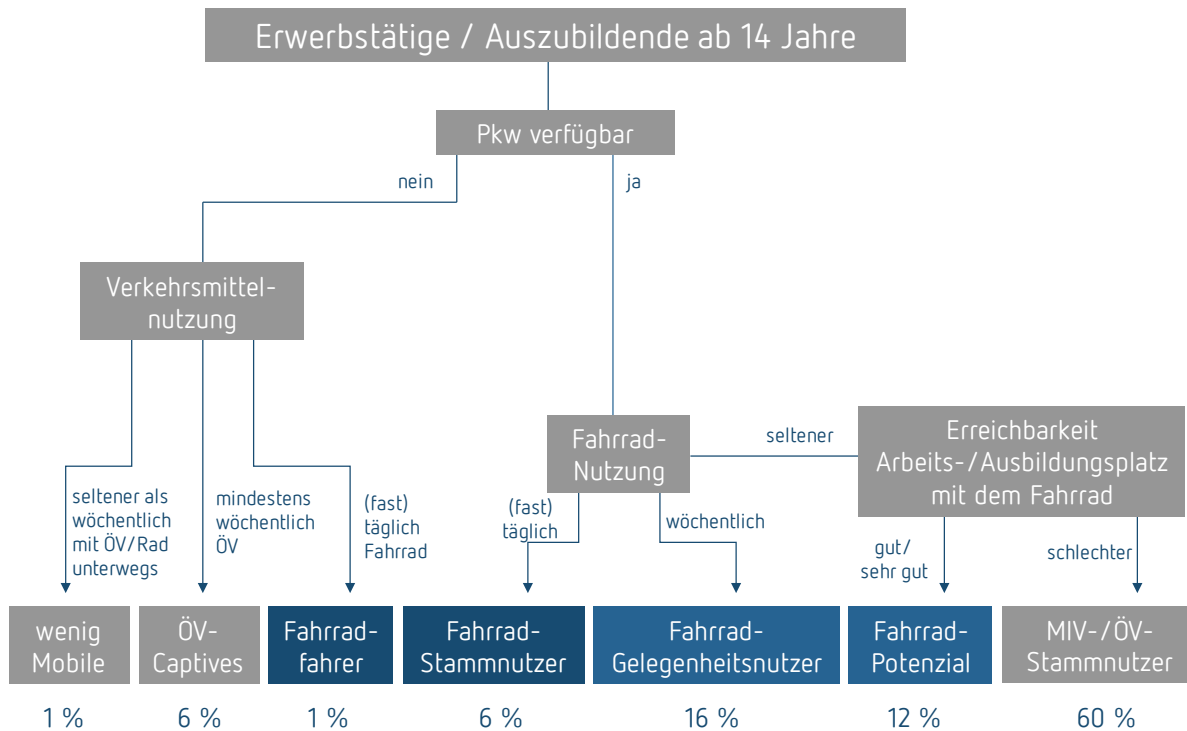 Erwerbstätige / Auszubildende ab 14 Jahre
Pkw verfügbar
nein
ja
Verkehrsmittel-
nutzung
Fahrrad-
Nutzung
seltener
Erreichbarkeit
Arbeits-/Ausbildungsplatz
mit dem Fahrrad
seltener als
wöchentlich
mit ÖV/Rad
unterwegs
mindestens
wöchentlich
ÖV
(fast)
täglich
Fahrrad
(fast)
täglich
wöchentlich
gut/
sehr gut
schlechter
wenig
Mobile
ÖV-
Captives
Fahrrad-
fahrer
Fahrrad-
Stammnutzer
Fahrrad-
Gelegenheitsnutzer
Fahrrad-
Potenzial
MIV-/ÖV-
Stammnutzer
1 %
6 %
1 %
6 %
16 %
12 %
60 %